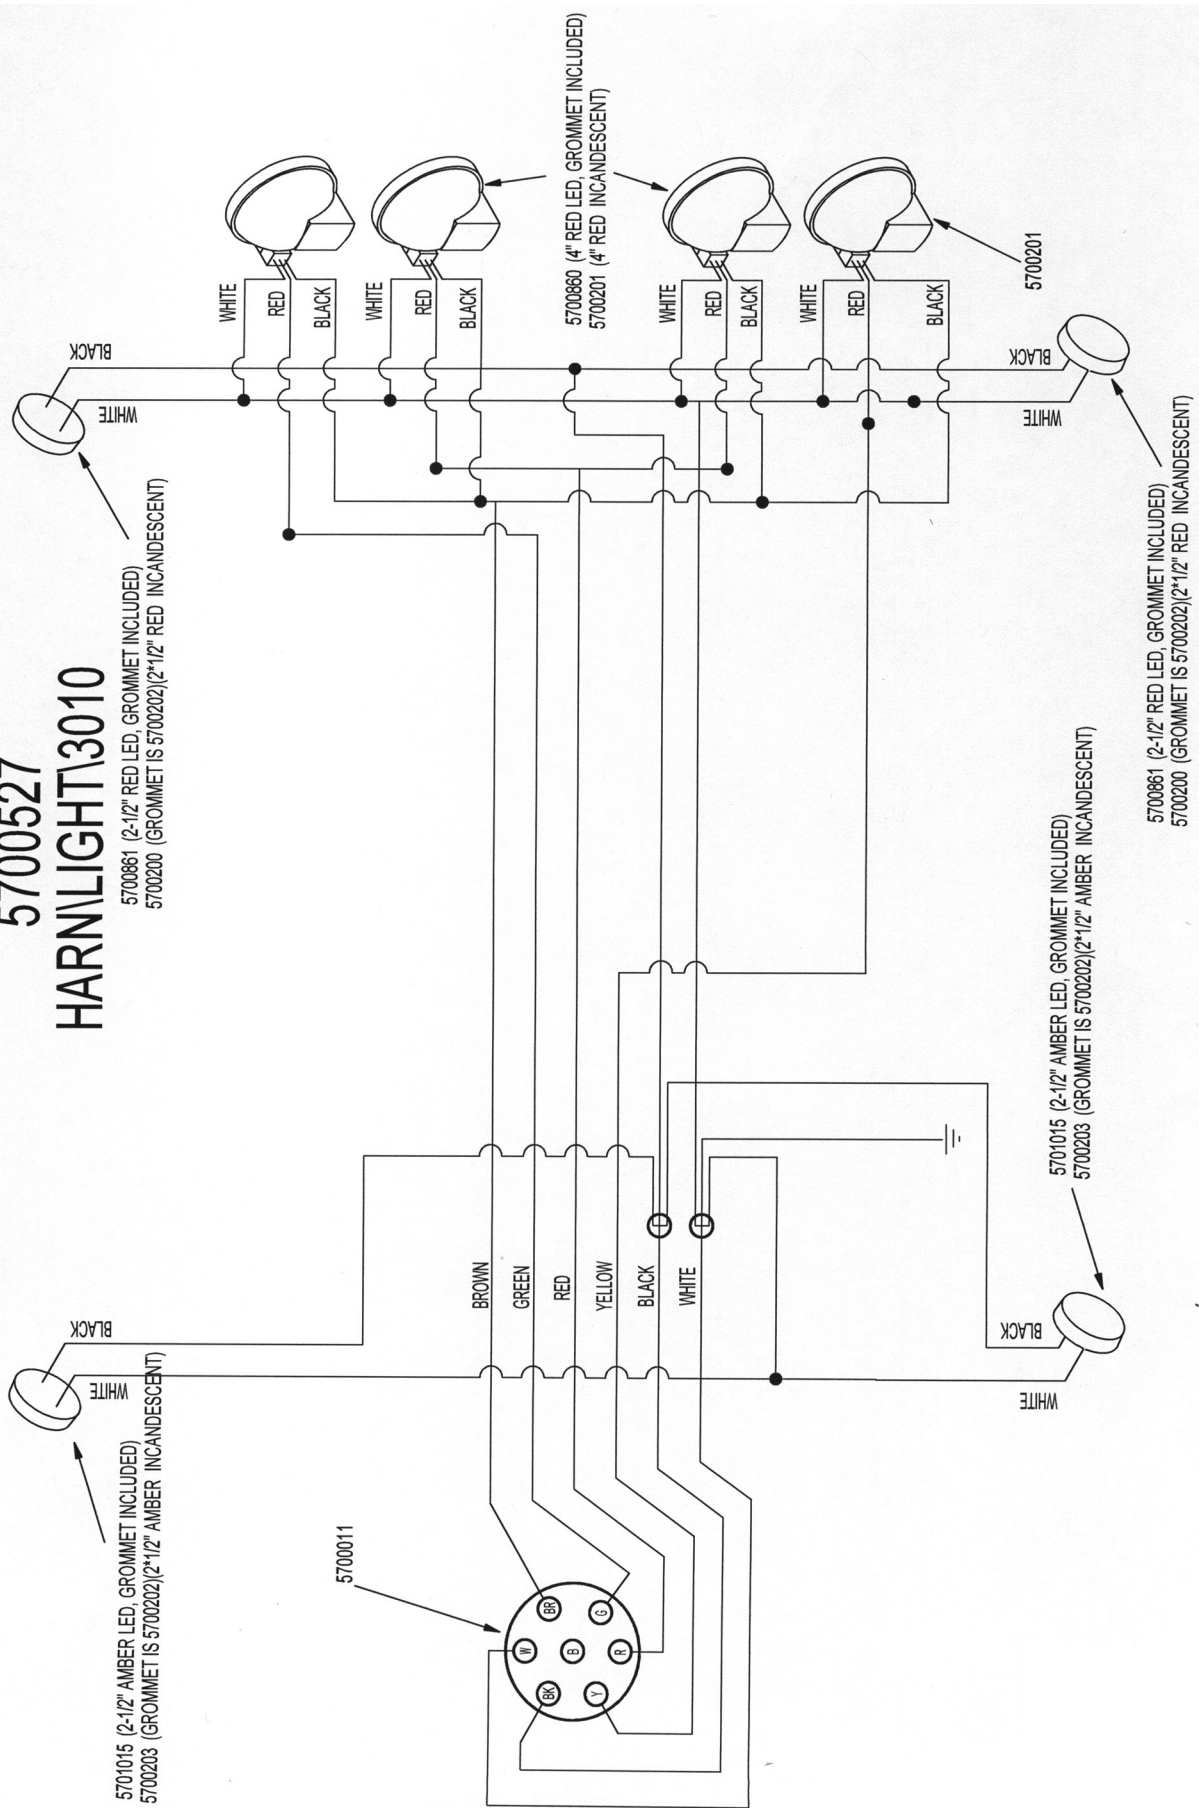 5700527
HARN\LIGHT\3010
5700861 (2-1/2" RED LED, GROMMET INCLUDED)
5700200 (GROMMET IS 5700202)(2*1/2" RED INCANDESCENT)
BLACK
WHITE
WHITE
RED
BLACK
WHITE
RED
BLACK
5700860 (4" RED LED, GROMMET INCLUDED)
5700201 (4" RED INCANDESCENT)
WHITE
RED
BLACK
WHITE
RED
BLACK
5700201
BLACK
WHITE
5700861 (2-1/2" RED LED, GROMMET INCLUDED)
5700200 (GROMMET IS 5700202)(2*1/2" RED INCANDESCENT)
5701015 (2-1/2" AMBER LED, GROMMET INCLUDED)
5700203 (GROMMET IS 5700202)(2*1/2" AMBER INCANDESCENT)
BLACK
WHITE
BROWN
GREEN
RED
YELLOW
BLACK
WHITE
BLACK
WHITE
5701015 (2-1/2" AMBER LED, GROMMET INCLUDED)
5700203 (GROMMET IS 5700202)(2*1/2" AMBER INCANDESCENT)
5700011
BR
G
W
B
R
BK
Y